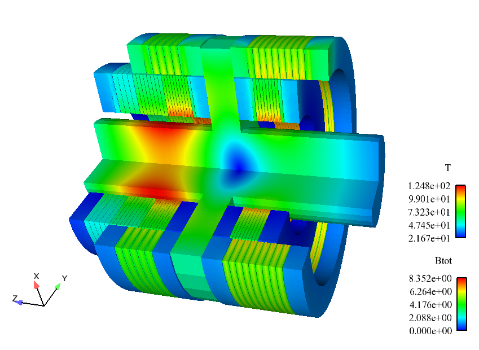 T
1.248e+02
9.901e+01
7.323e+01
4.745e+01
2.167e+01
Btot
8.352e+00
6.264e+00
4.176e+00
2.088e+00
0.000e+00
X
Y
Z